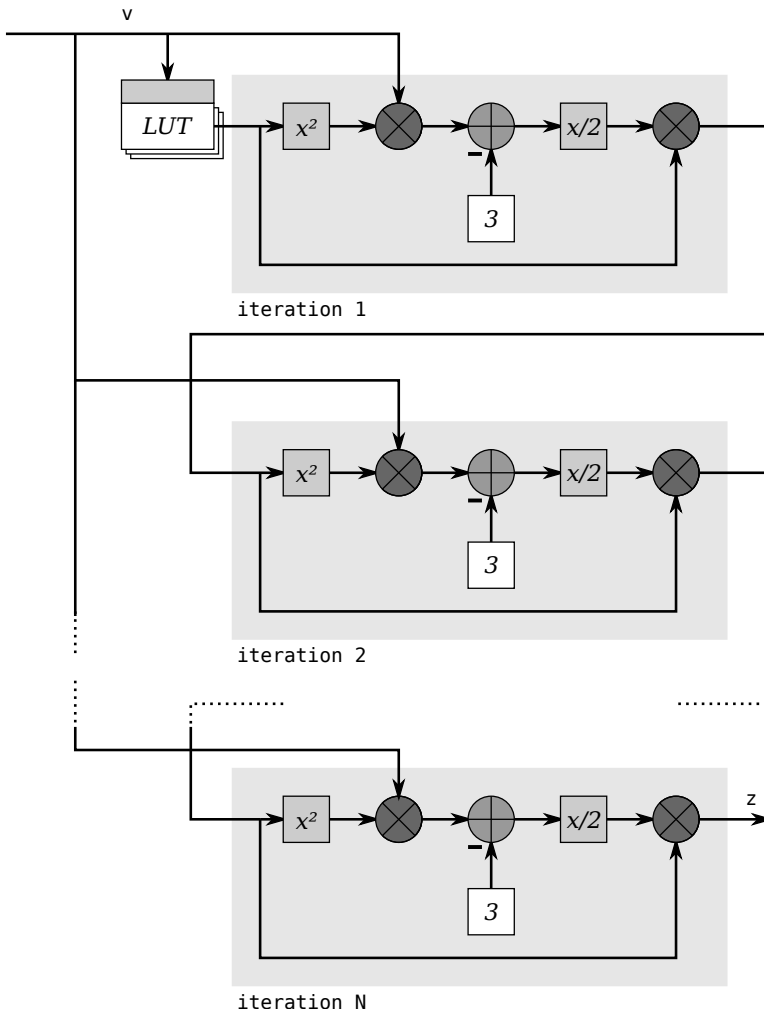 v
LUT
x²
x/2
3
iteration 1
x²
x/2
3
iteration 2
z
x²
x/2
3
iteration N